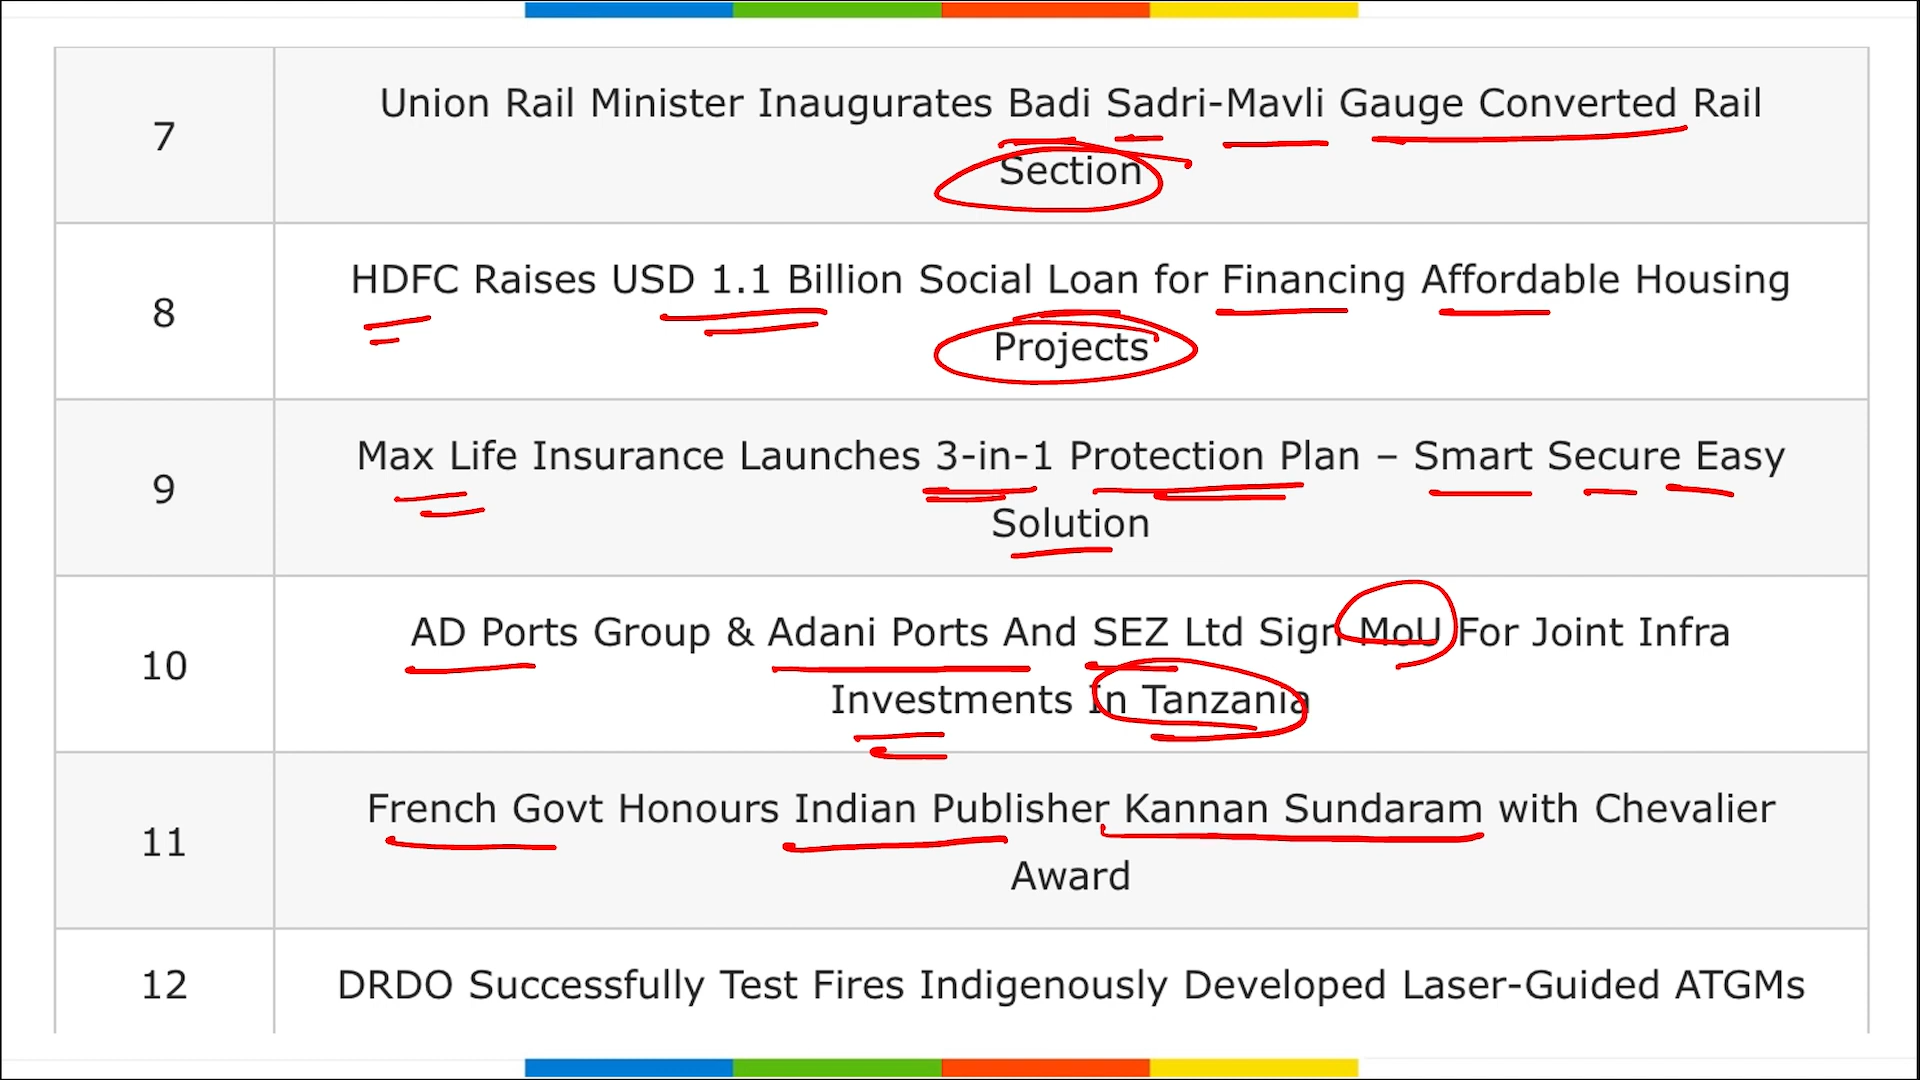 7
Union Rail Minister Inaugurates Badi Sadri-Mavli Gauge Converted Rail
Section
8
HDFC Raises USD 1.1 Billion Social Loan for Financing Affordable Housing
Projects
9
Max Life Insurance Launches 3-in-1 Protection Plan – Smart Secure Easy
Solution
10
AD Ports Group & Adani Ports And SEZ Ltd Sign MoU For Joint Infra
Investments In Tanzania
11
French Govt Honours Indian Publisher Kannan Sundaram with Chevalier
Award
12
DRDO Successfully Test Fires Indigenously Developed Laser-Guided ATGMs